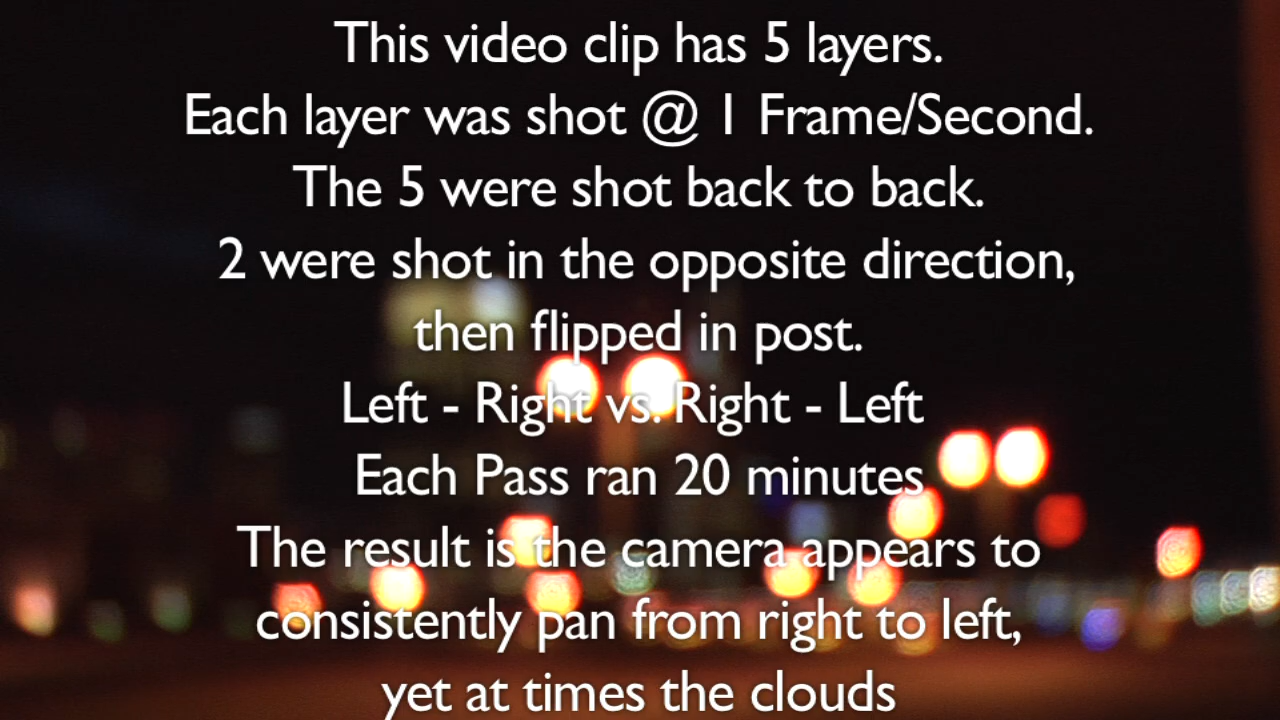 This video clip has 5 layers.
Each layer was shot @ 1 Frame/Second.
The 5 were shot back to back.
2 were shot in the opposite direction,
then flipped in post.
Left - Right vs. Right - Left
Each Pass ran 20 minutes
The result is the camera appears to
consistently pan from right to left,
yet at times the clouds